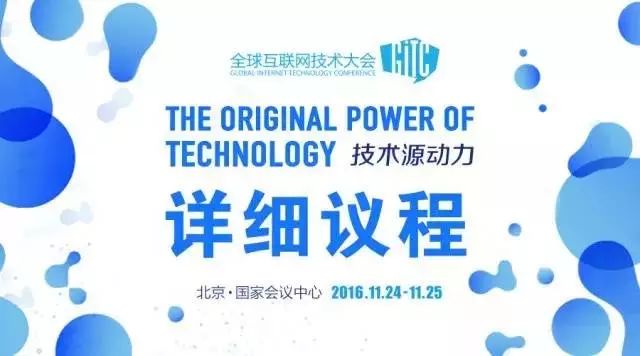 全球互联网技术大会
GLOBAL INTERNET TECHNOLOGY CONFERENCE
GITC
THE ORIGINAL POWER OF
TECHNOLOGY 技术源动力
详细议程
北京·国家会议中心 2016.11.24-11.25